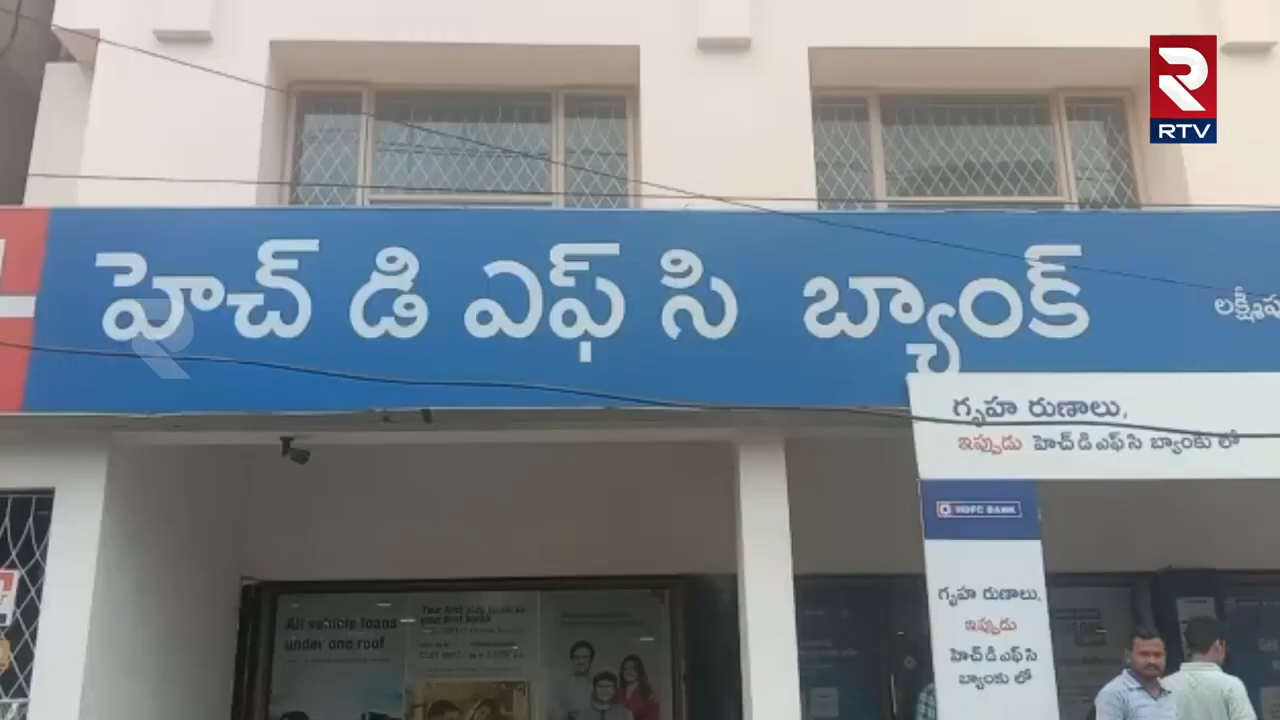 RTV
హెచ్ డి ఎఫ్ సి బ్యాంక్
గృహ రుణాలు,
ఇప్పుడు హెచ్ డి ఎఫ్ సి బ్యాంకు లో
HDFC BANK
గృహ రుణాలు,
ఇప్పుడు
హెచ్ డి ఎఫ్ సి
బ్యాంకు లో
All vehicle loans
under one roof